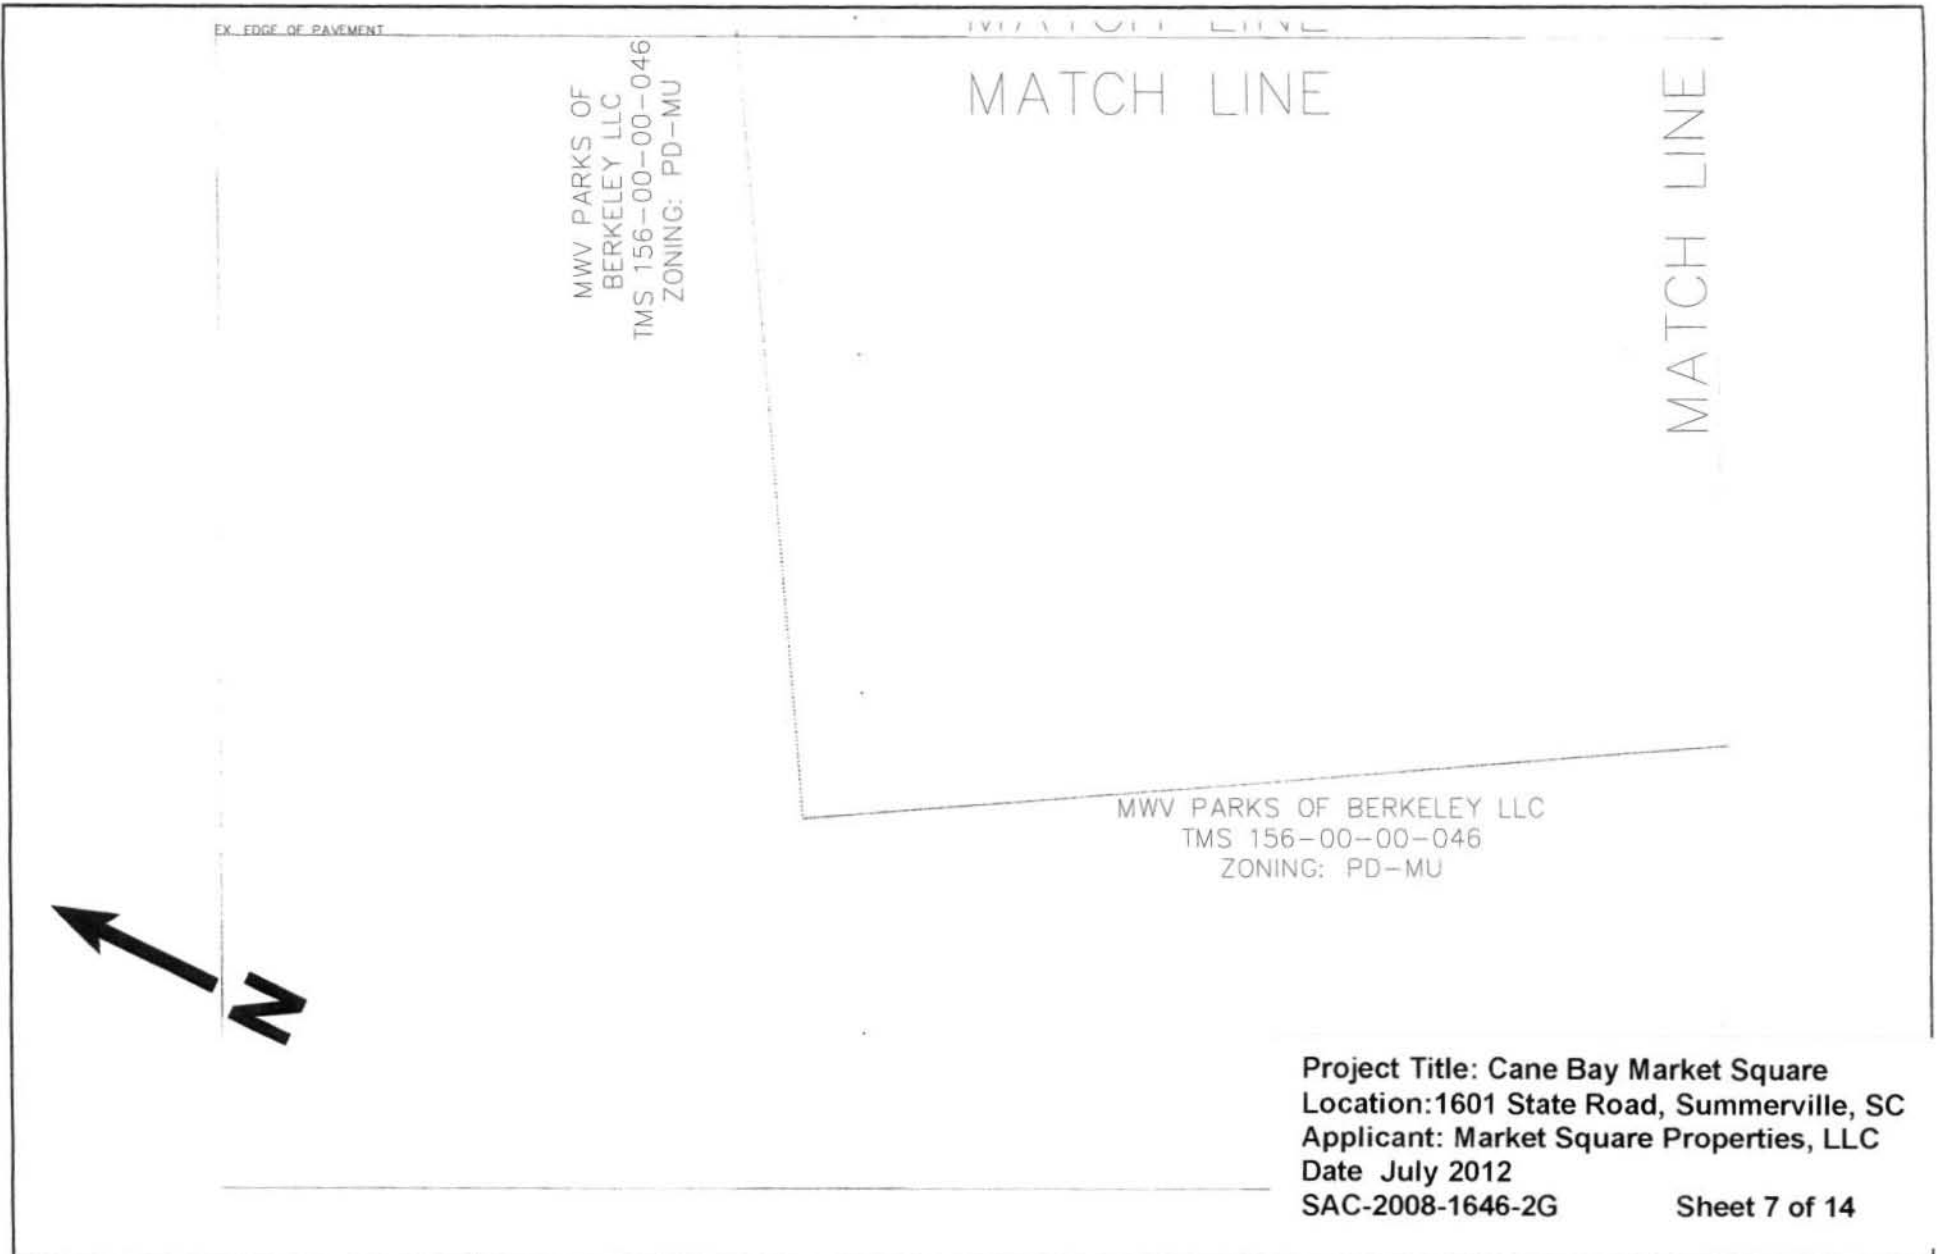 EX. EDGE OF PAVEMENT
MATCH LINE
MATCH LINE
MATCH LINE
MWV PARKS OF
BERKELEY LLC
TMS 156-00-00-046
ZONING: PD-MU
MWV PARKS OF BERKELEY LLC
TMS 156-00-00-046
ZONING: PD-MU
N
Project Title: Cane Bay Market Square
Location:1601 State Road, Summerville, SC
Applicant: Market Square Properties, LLC
Date July 2012
SAC-2008-1646-2G Sheet 7 of 14